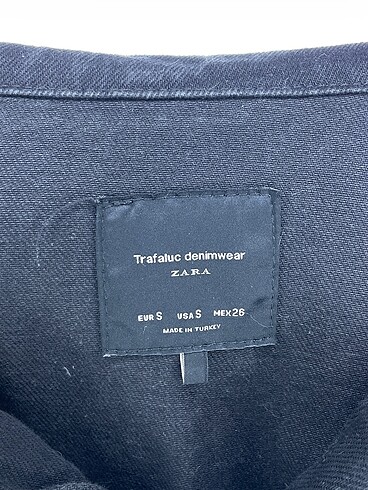 Trafaluc denimwear
ZARA
EUR S USA S MEX 26
MADE IN TURKEY